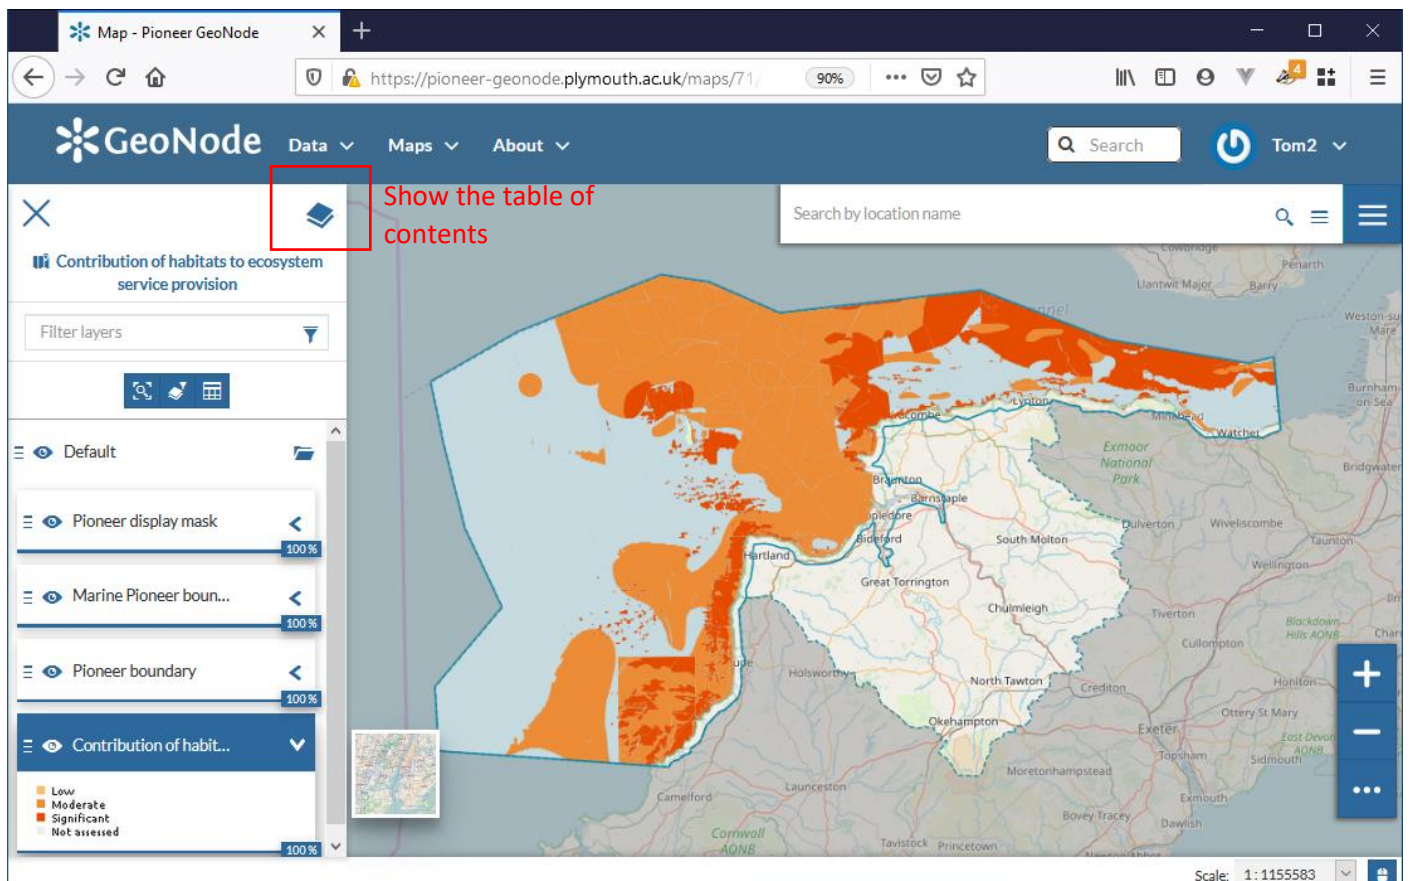 Map - Pioneer GeoNode
https://pioneer-geonode.plymouth.ac.uk/maps/71/
90%
4
GeoNode
Data
Maps
About
Search
Tom2
Show the table of
contents
Search by location name
Contribution of habitats to ecosystem
service provision
Filter layers
Default
Pioneer display mask
100 %
Marine Pioneer boun...
100 %
Pioneer boundary
100 %
Contribution of habit...
Low
Moderate
Significant
Not assessed
100 %
Cowbridge
Penarth
Llantwit Major
Barry
Weston-su
Mare
Burnham-
on-Sea
Lynton
Minehead
Watchet
Exmoor
National
Park
Bridgwater
Braunton
Barnstaple
Bideford
Hartland
South Molton
Dulverton
Wiveliscombe
Taunton
Wellington
Great Torrington
Chulmleigh
Tiverton
Blackdown
Hills AONB
Char
Cullompton
Holsworthy
North Tawton
Crediton
Honiton
Okehampton
Ottery St Mary
Exeter
East Devon
AONB
Topsham
Sidmouth
Moretonhampstead
Launceston
Camelford
Exmouth
Bovey Tracey
Dawlish
Cornwall
AONB
Tavistock
Princetown
Newton Abbot
Scale:
1 : 1155583